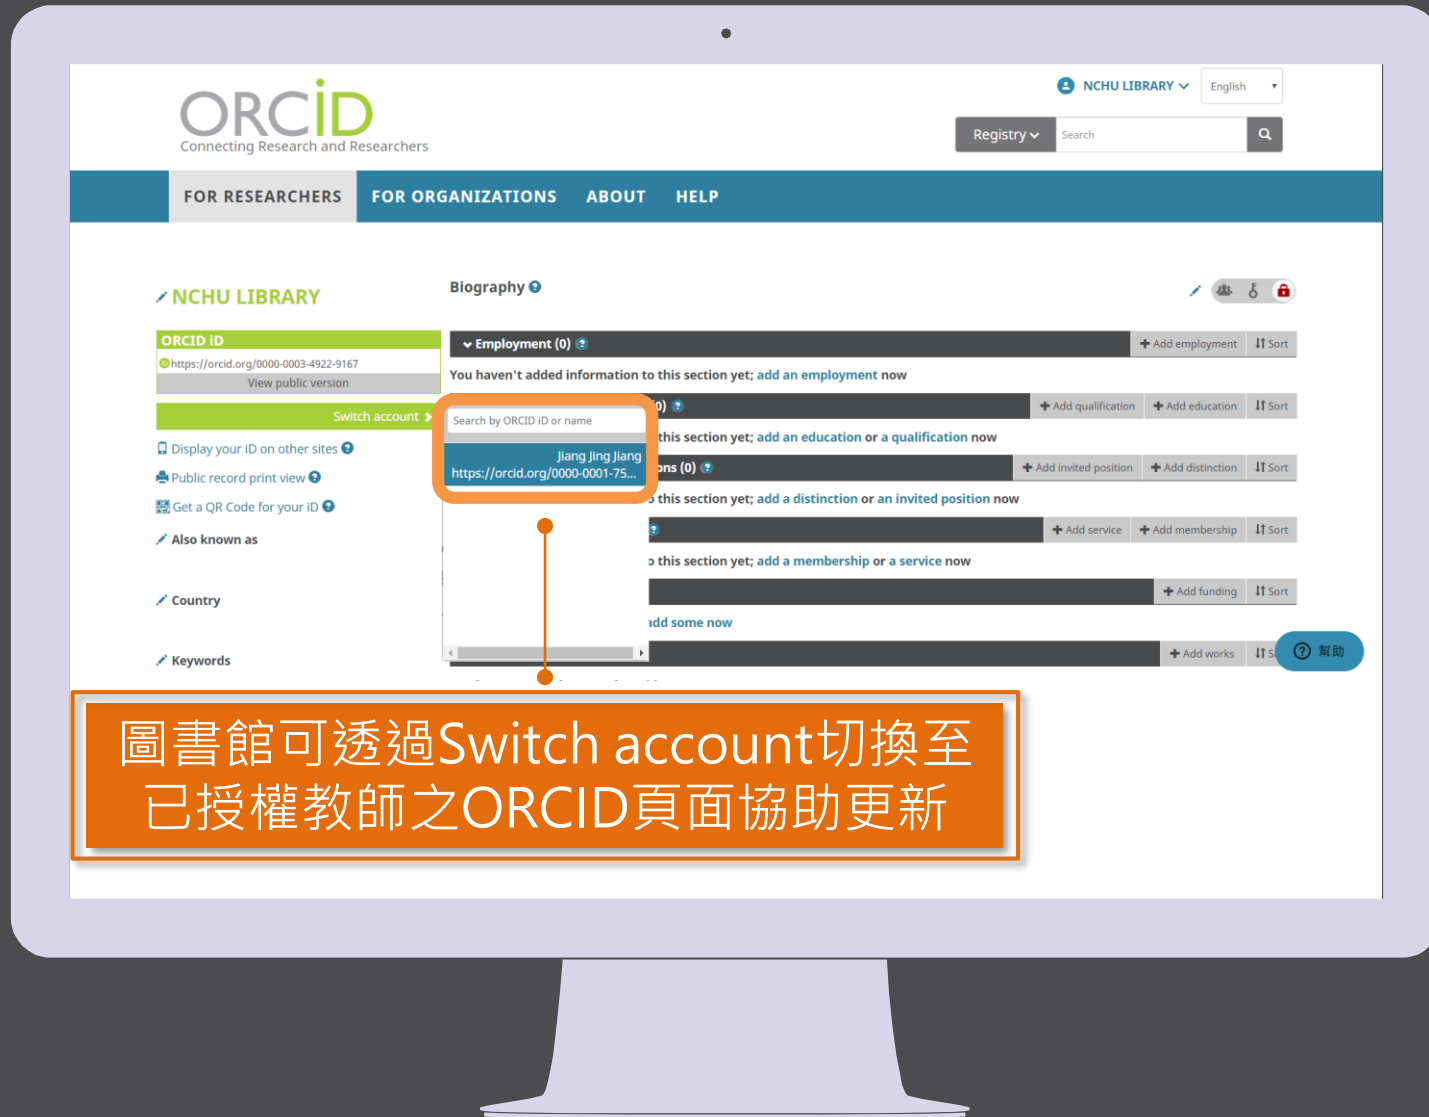 ORCiD
Connecting Research and Researchers
NCHU LIBRARY
English
Registry
Search
FOR RESEARCHERS
FOR ORGANIZATIONS
ABOUT
HELP
NCHU LIBRARY
ORCID iD
iD https://orcid.org/0000-0003-4922-9167
View public version
Switch account
Display your iD on other sites
Public record print view
Get a QR Code for your iD
Also known as
Country
Keywords
Biography
Employment (0)
Add employment
Sort
You haven't added information to this section yet; add an employment now
0)
Add qualification
Add education
Sort
this section yet; add an education or a qualification now
ons (0)
Add invited position
Add distinction
Sort
this section yet; add a distinction or an invited position now
Add service
Add membership
Sort
o this section yet; add a membership or a service now
Add funding
Sort
add some now
Add works
S
Search by ORCID iD or name
Jiang Jing Jiang
https://orcid.org/0000-0001-75...
幫助
圖書館可透過Switch account切換至
已授權教師之ORCID頁面協助更新